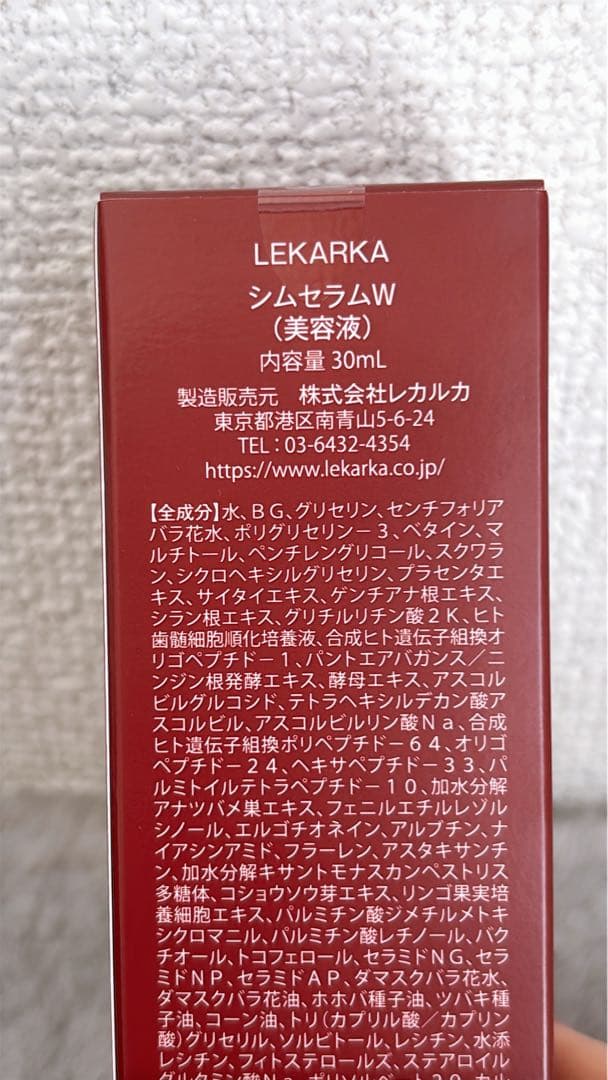 LEKARKA
シムセラムW
（美容液）
内容量 30mL
製造販売元　株式会社レカルカ
東京都港区南青山5-6-24
TEL：03-6432-4354
https://www.lekarka.co.jp/
【全成分】水、ＢＧ、グリセリン、センチフォリア
バラ花水、ポリグリセリン－３、ベタイン、マ
ルチトール、ペンチレングリコール、スクワラ
ン、シクロヘキシルグリセリン、プラセンタエ
キス、サイタイエキス、ゲンチアナ根エキス、
シラン根エキス、グリチルリチン酸２Ｋ、ヒト
歯髄細胞順化培養液、合成ヒト遺伝子組換オ
リゴペプチド－１、パントエアバガンス／ニ
ンジン根発酵エキス、酵母エキス、アスコル
ビルグルコシド、テトラヘキシルデカン酸ア
スコルビル、アスコルビルリン酸Ｎａ、合成
ヒト遺伝子組換ポリペプチド－６４、オリゴ
ペプチド－２４、ヘキサペプチド－３３、パ
ルミトイルテトラペプチド－１０、加水分解
アナツバメ巣エキス、フェニルエチルレゾル
シノール、エルゴチオネイン、アルブチン、ナ
イアシンアミド、フラーレン、アスタキサンチ
ン、加水分解キサントモナスカンペストリス
多糖体、コショウソウ芽エキス、リンゴ果実培
養細胞エキス、パルミチン酸ジメチルメトキ
シクロマニル、パルミチン酸レチノール、バク
チオール、トコフェロール、セラミドＮＧ、セラ
ミドＮＰ、セラミドＡＰ、ダマスクバラ花水、
ダマスクバラ花油、ホホバ種子油、ツバキ種
子油、コーン油、トリ（カプリル酸／カプリン
酸）グリセリル、ソルビトール、レシチン、水添
レシチン、フィトステロールズ、ステアロイル
グルタミン酸Ｎａ、ポリソルベート２０、カル